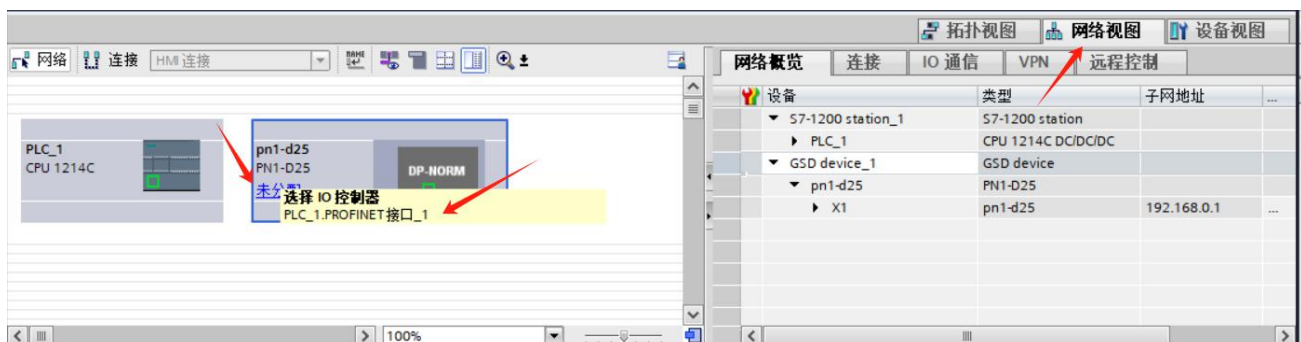 拓扑视图 网络视图 设备视图
网络 连接 HMI 连接
网络概览 连接 IO 通信 VPN 远程控制
设备 类型 子网地址 ...
S7-1200 station_1 S7-1200 station
PLC_1 CPU 1214C DC/DC/DC
GSD device_1 GSD device
pn1-d25 PN1-D25
X1 pn1-d25 192.168.0.1 ...
PLC_1
CPU 1214C
pn1-d25
PN1-D25
DP-NORM
选择 IO 控制器
PLC_1.PROFINET接口_1
100%